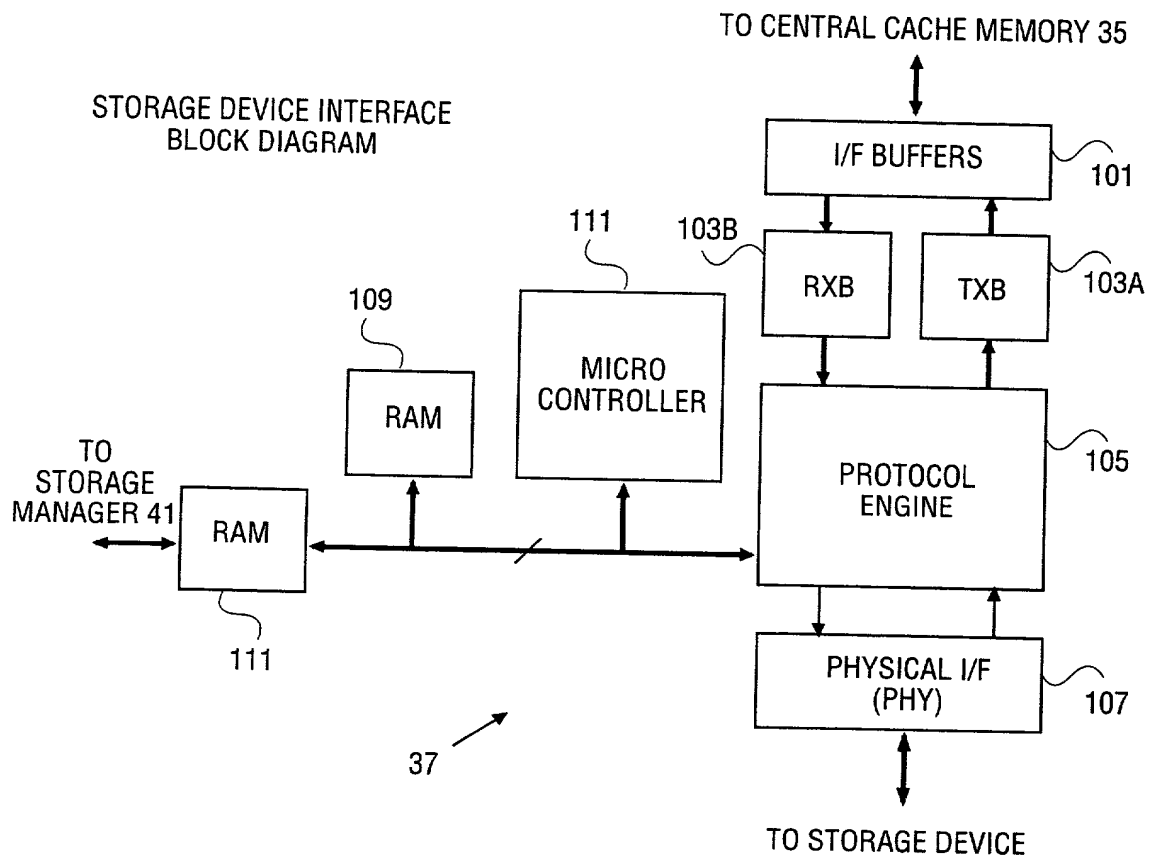 TO CENTRAL CACHE MEMORY 35
STORAGE DEVICE INTERFACE
BLOCK DIAGRAM
I/F BUFFERS
101
111
103B
RXB
TXB
103A
109
MICRO
CONTROLLER
RAM
TO
STORAGE
MANAGER 41
RAM
PROTOCOL
ENGINE
105
111
PHYSICAL I/F
(PHY)
107
37
TO STORAGE DEVICE